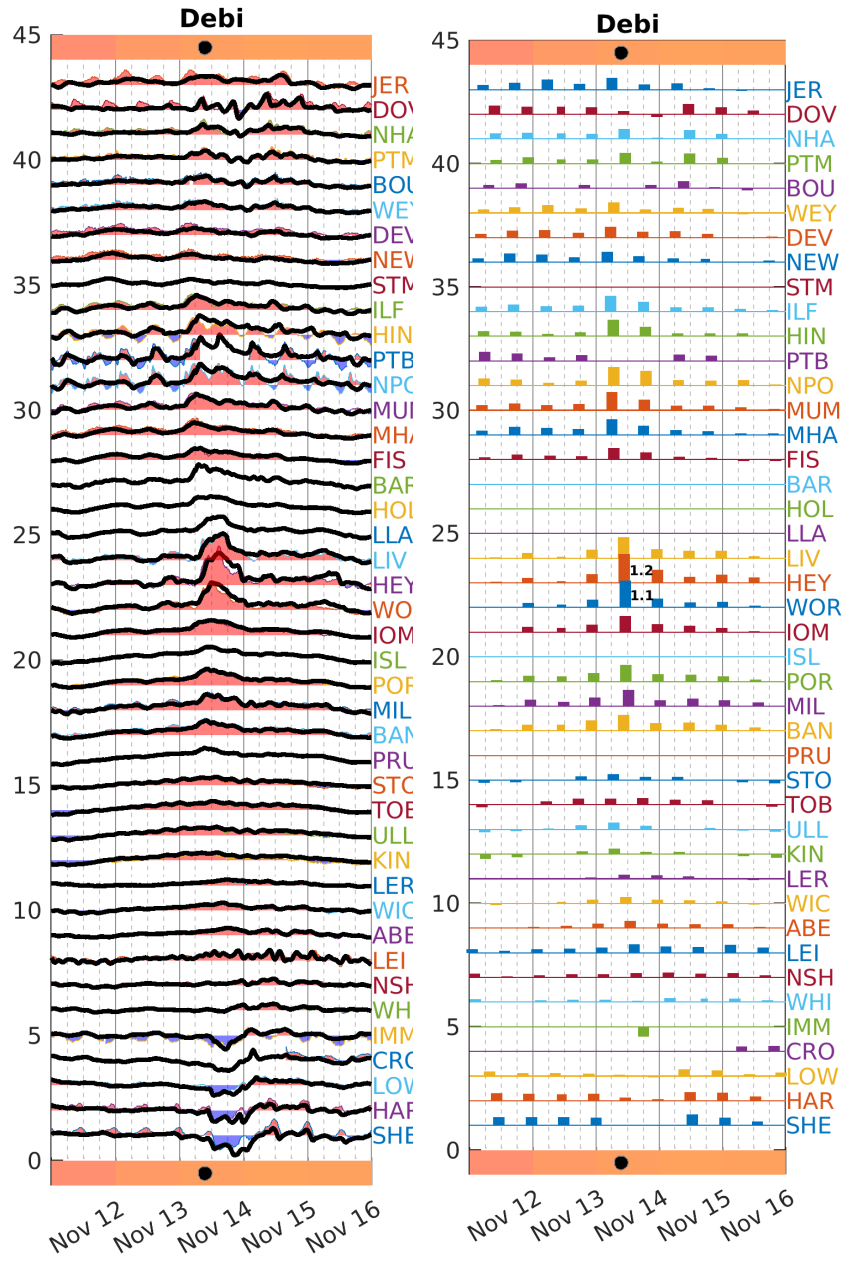 Debi
45
JER
DOV
NHA
40
PTM
BOU
WEY
DEV
NEW
35
STM
ILF
HIN
PTB
NPO
30
MUM
MHA
FIS
BAR
HOL
25
LLA
LIV
HEY
WO
IOM
20
ISL
POR
MIL
BAN
PRU
15
STO
TOB
ULL
KIN
LER
10
WIC
ABE
LEI
NSH
WHI
5
IMM
CRO
LOW
HAR
SHE
0
Nov 12
Nov 13
Nov 14
Nov 15
Nov 16
Debi
45
JER
DOV
NHA
40
PTM
BOU
WEY
DEV
NEW
35
STM
ILF
HIN
PTB
NPO
30
MUM
MHA
FIS
BAR
HOL
25
LLA
LIV
1.2
HEY
1.1
WOR
IOM
20
ISL
POR
MIL
BAN
PRU
15
STO
TOB
ULL
KIN
LER
10
WIC
ABE
LEI
NSH
WHI
5
IMM
CRO
LOW
HAR
SHE
0
Nov 12
Nov 13
Nov 14
Nov 15
Nov 16